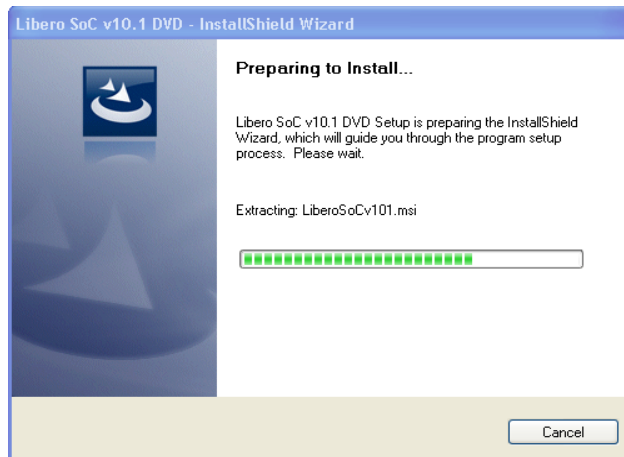 Libero SoC v10.1 DVD - InstallShield Wizard
Preparing to Install...
Libero SoC v10.1 DVD Setup is preparing the InstallShield
Wizard, which will guide you through the program setup
process.  Please wait.
Extracting: LiberoSoCv101.msi
Cancel